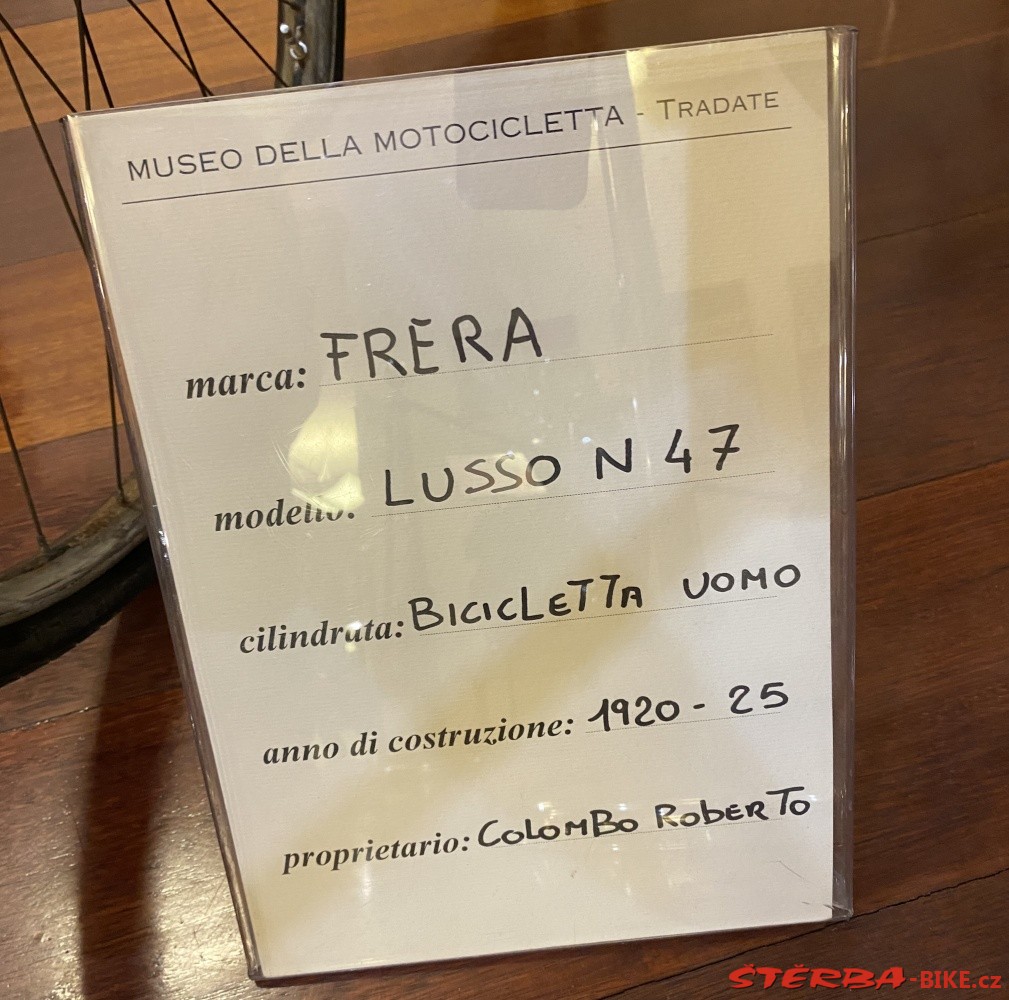 MUSEO DELLA MOTOCICLETTA - TRADATE
marca: FRERA
modello: LUSSO N 47
cilindrata: BICICLETTA UOMO
anno di costruzione: 1920 - 25
proprietario: COLOMBO ROBERTO
ŠTĚRBA-BIKE.cz